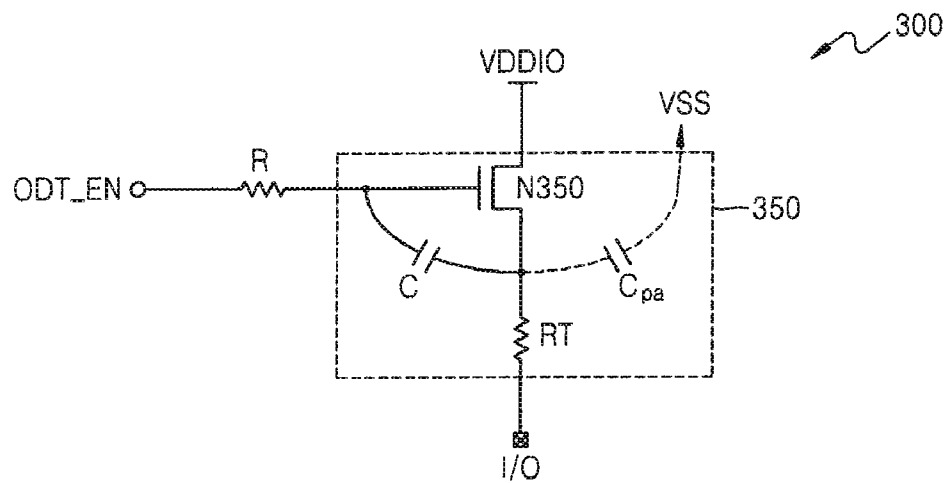 300
VDDIO
VSS
R
ODT_EN
N350
350
C
Cpa
RT
I/O